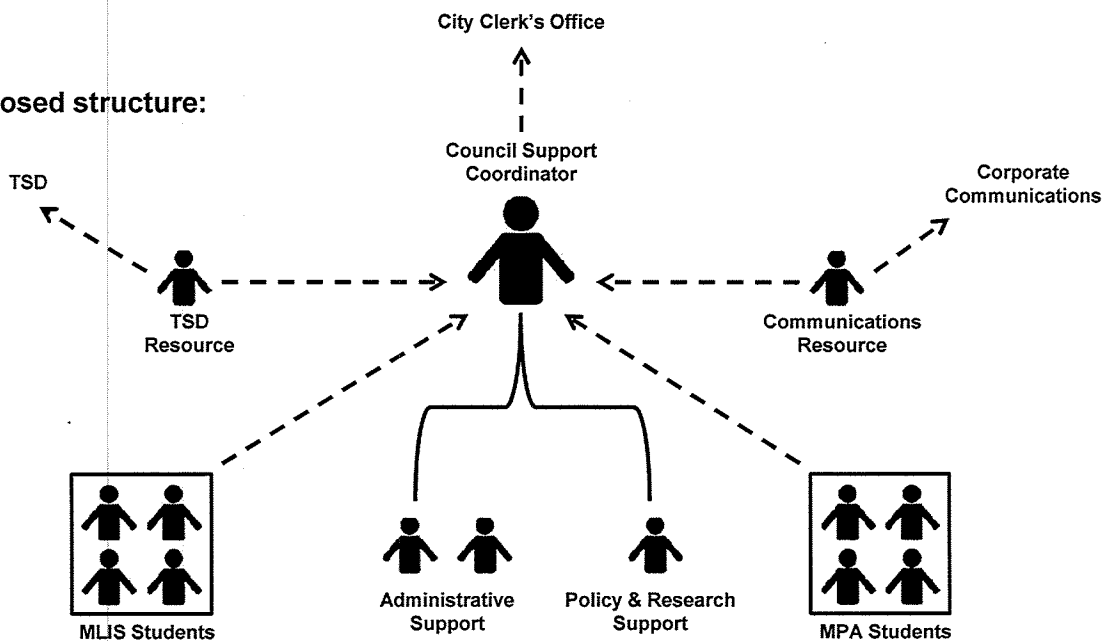 City Clerk's Office
osed structure:
Council Support
Coordinator
TSD
Corporate
Communications
TSD
Resource
Communications
Resource
MLIS Students
Administrative
Support
Policy & Research
Support
MPA Students